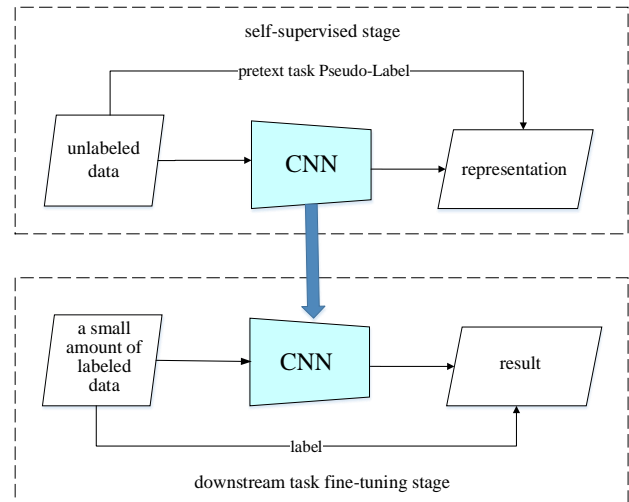 self-supervised stage
pretext task Pseudo-Label
unlabeled
data
CNN
representation
a small
amount of
labeled
data
CNN
result
label
downstream task fine-tuning stage